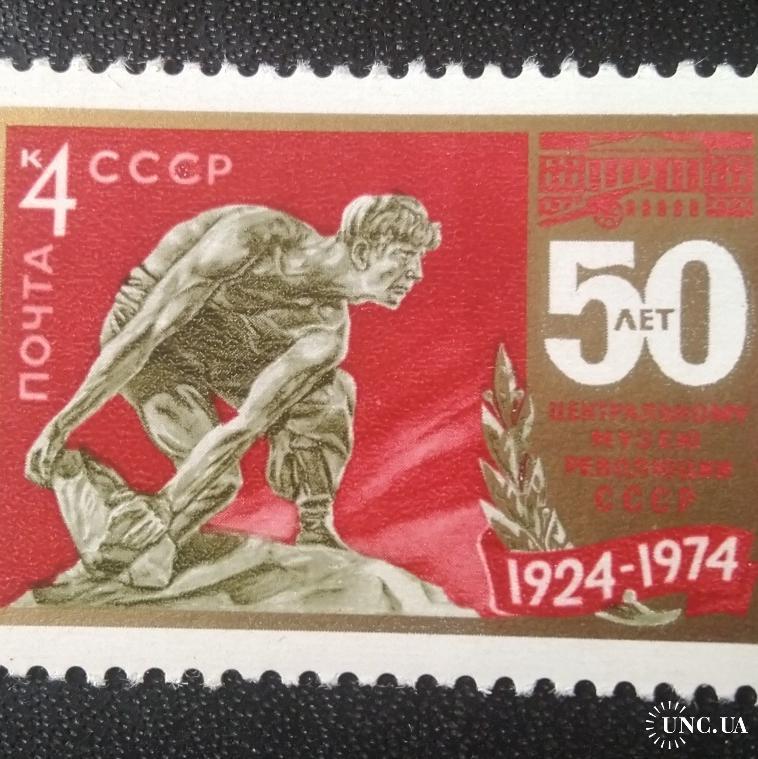 К 4 СССР
ПОЧТА
50
ЛЕТ
ЦЕНТРАЛЬНОМУ
МУЗЕЮ
РЕВОЛЮЦИИ
СССР
1924-1974
UNC.UA